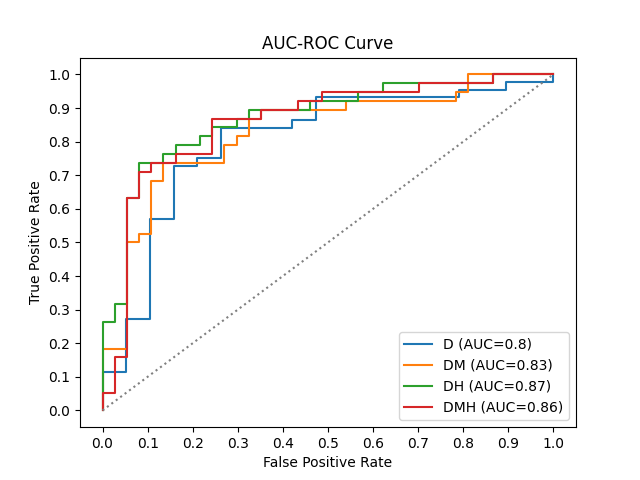 AUC-ROC Curve
True Positive Rate
1.0
0.9
0.8
0.7
0.6
0.5
0.4
0.3
0.2
0.1
0.0
D (AUC=0.8)
DM (AUC=0.83)
DH (AUC=0.87)
DMH (AUC=0.86)
0.0 0.1 0.2 0.3 0.4 0.5 0.6 0.7 0.8 0.9 1.0
False Positive Rate